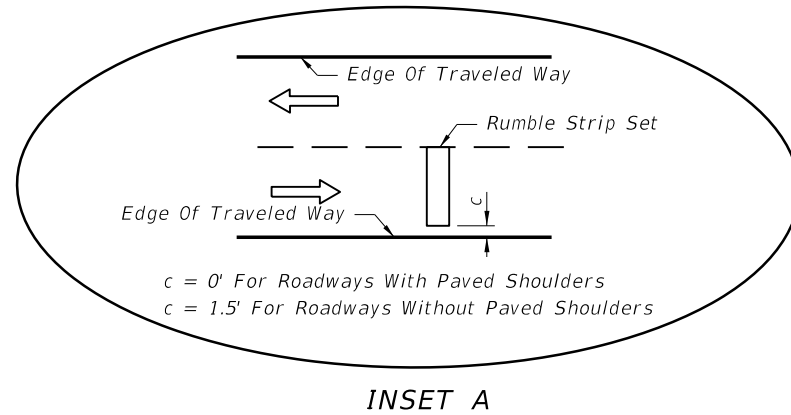 Edge Of Traveled Way
Rumble Strip Set
c
Edge Of Traveled Way
c = 0' For Roadways With Paved Shoulders
c = 1.5' For Roadways Without Paved Shoulders
INSET A